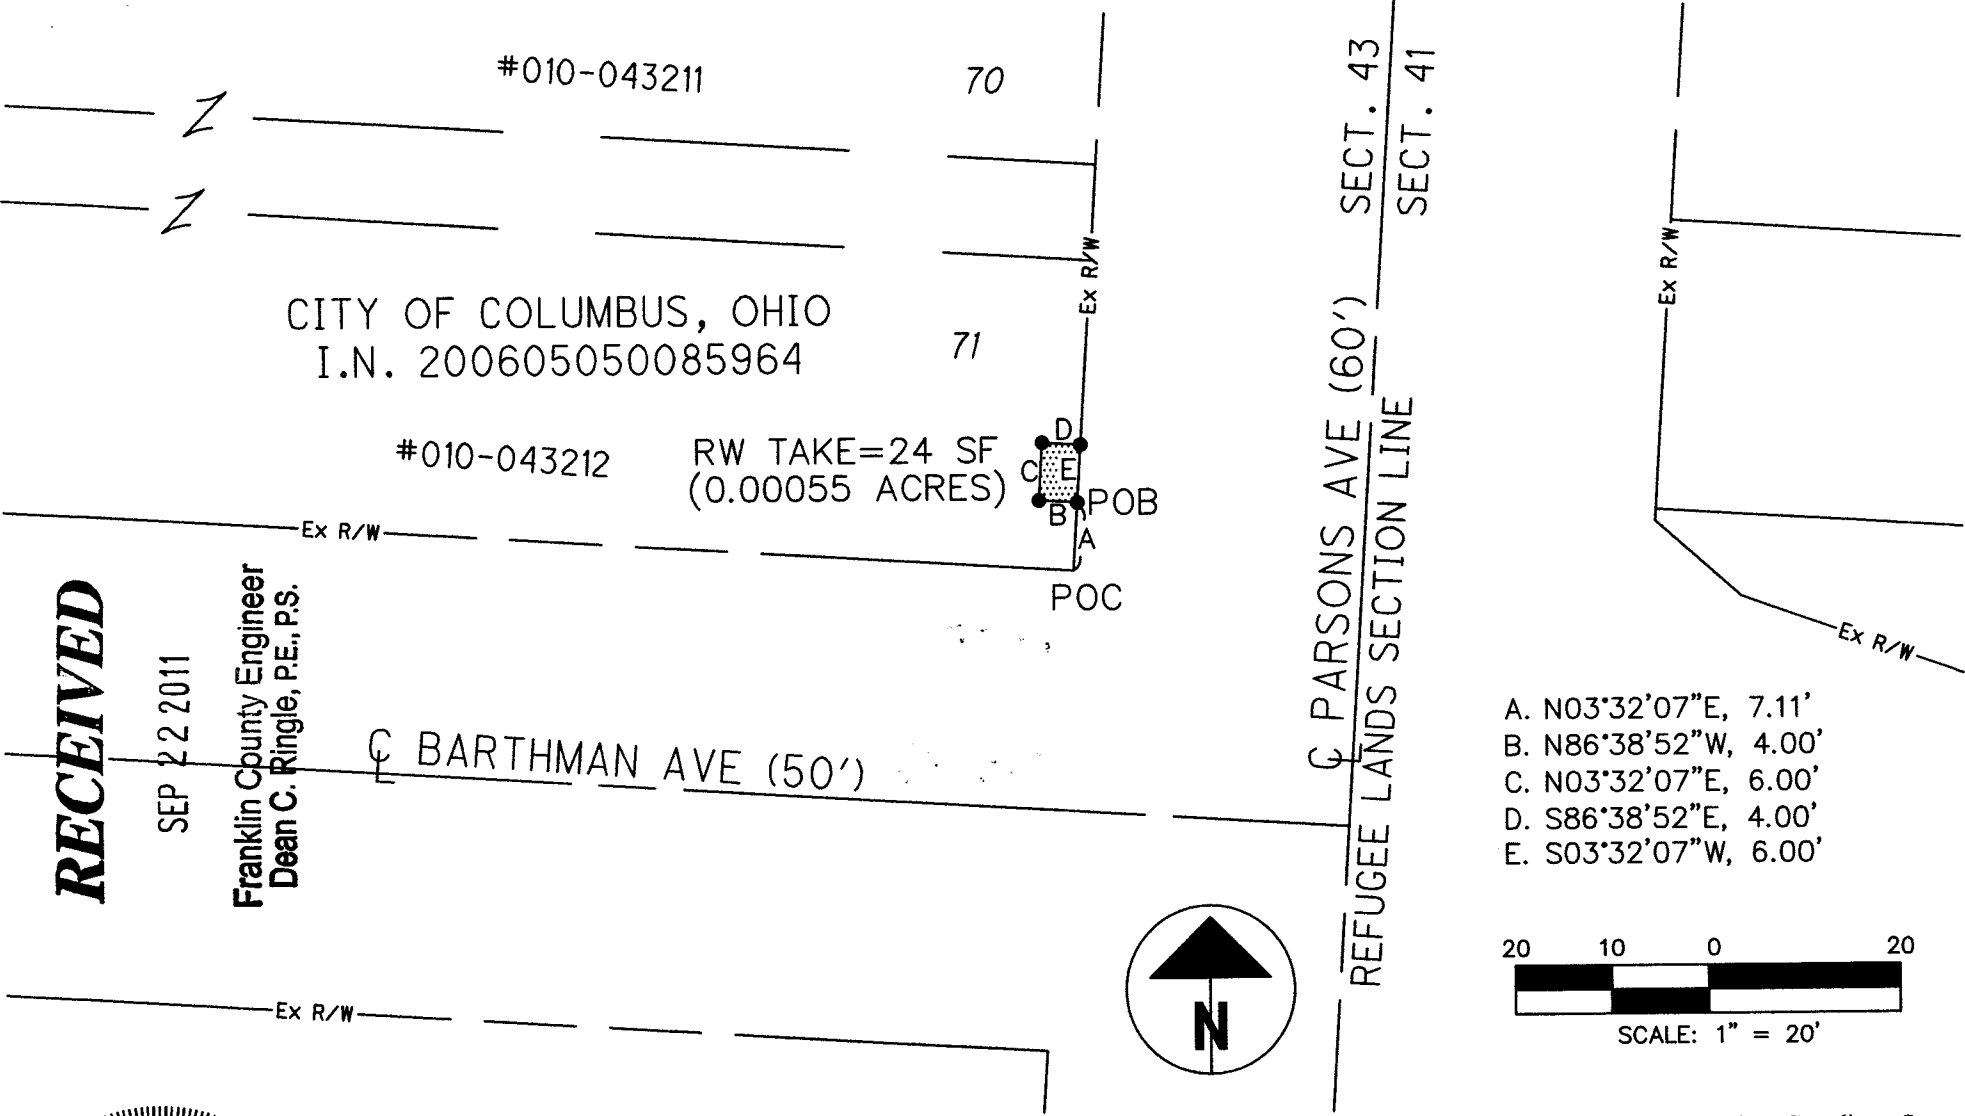 #010-043211
70
SECT. 43
SECT. 41
Z
Z
Ex R/W
Ex R/W
CITY OF COLUMBUS, OHIO
I.N. 200605050085964
71
#010-043212
RW TAKE=24 SF
(0.00055 ACRES)
D
C
E
B
POB
A
POC
Ex R/W
Ex R/W
℄ PARSONS AVE (60')
REFUGEE LANDS SECTION LINE
RECEIVED
SEP 22 2011
Franklin County Engineer
Dean C. Ringle, P.E., P.S.
℄ BARTHMAN AVE (50')
A. N03°32'07"E, 7.11'
B. N86°38'52"W, 4.00'
C. N03°32'07"E, 6.00'
D. S86°38'52"E, 4.00'
E. S03°32'07"W, 6.00'
Ex R/W
N
20 10 0 20
SCALE: 1" = 20'